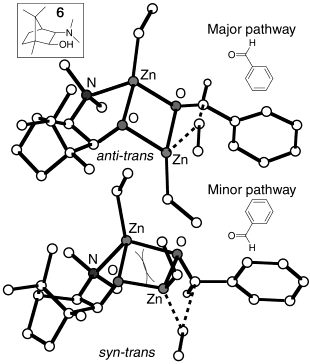 6
N
OH
Major pathway
O
H
Zn
N
O
O
anti-trans
Zn
Minor pathway
O
H
Zn
N
O
O
Zn
syn-trans